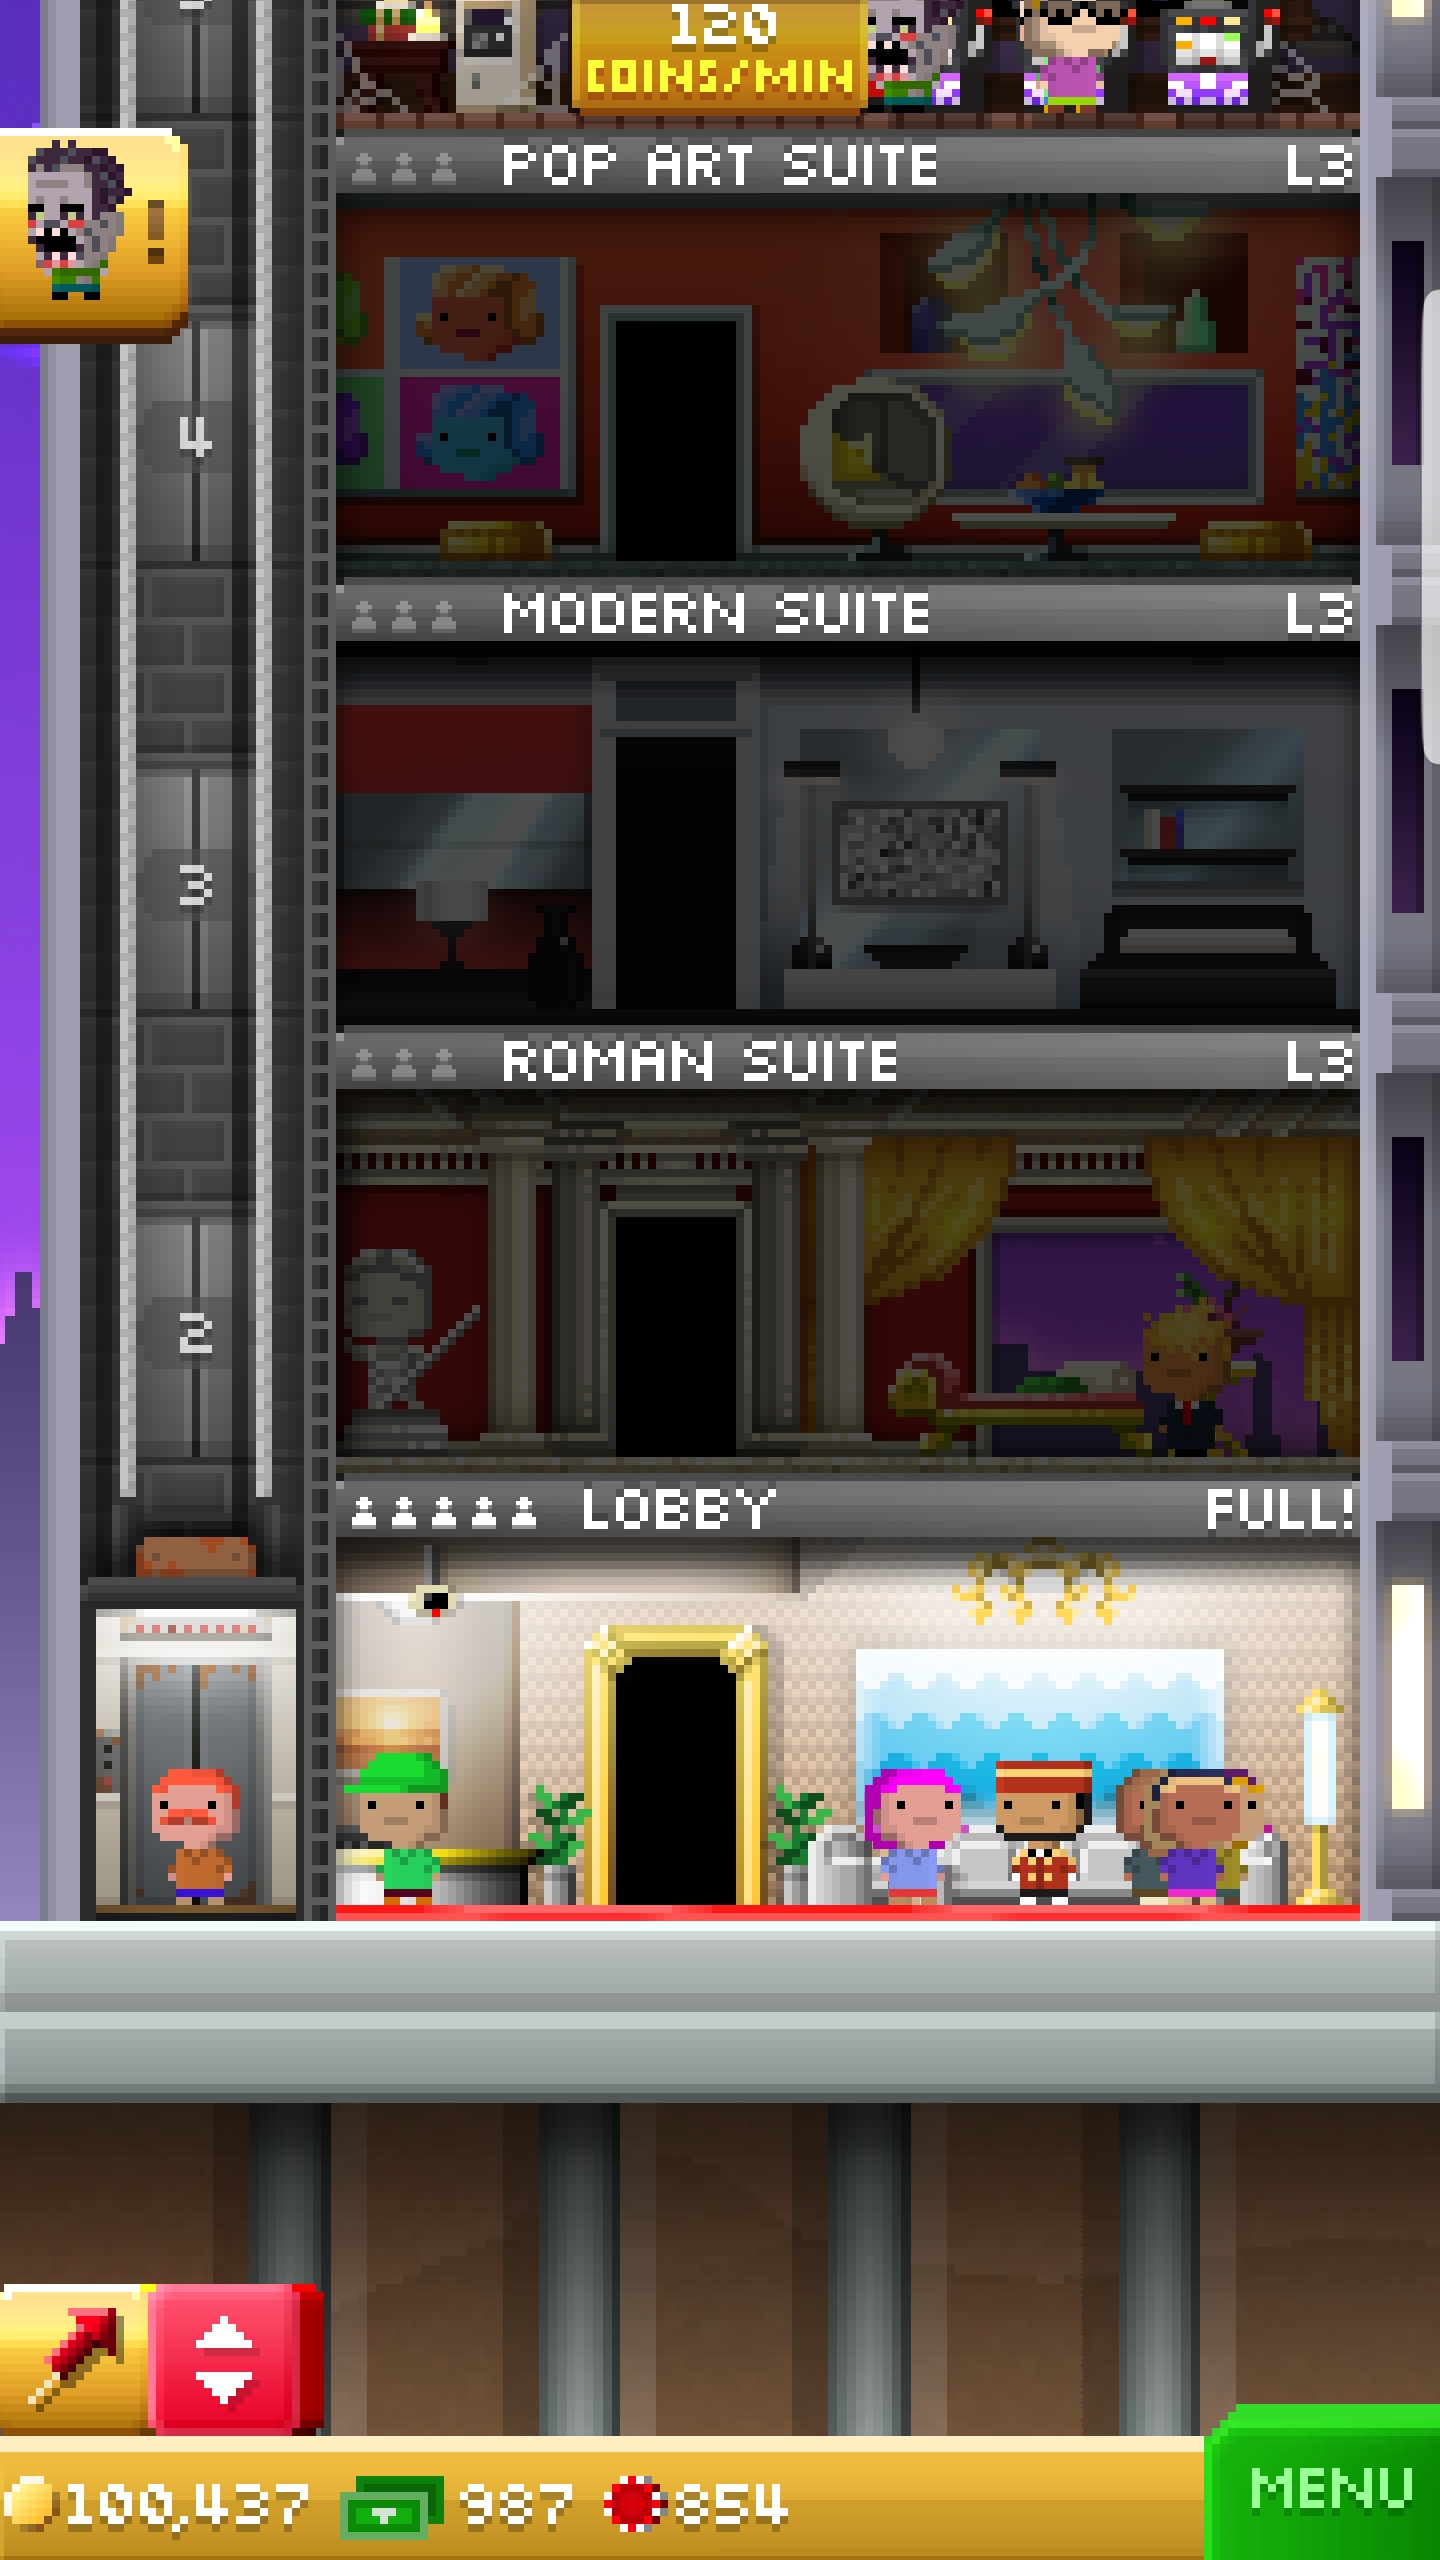 120
COINS/MIN
POP ART SUITE L3
!
4
MODERN SUITE L3
3
ROMAN SUITE L3
2
LOBBY FULL!
100,437 987 854
MENU